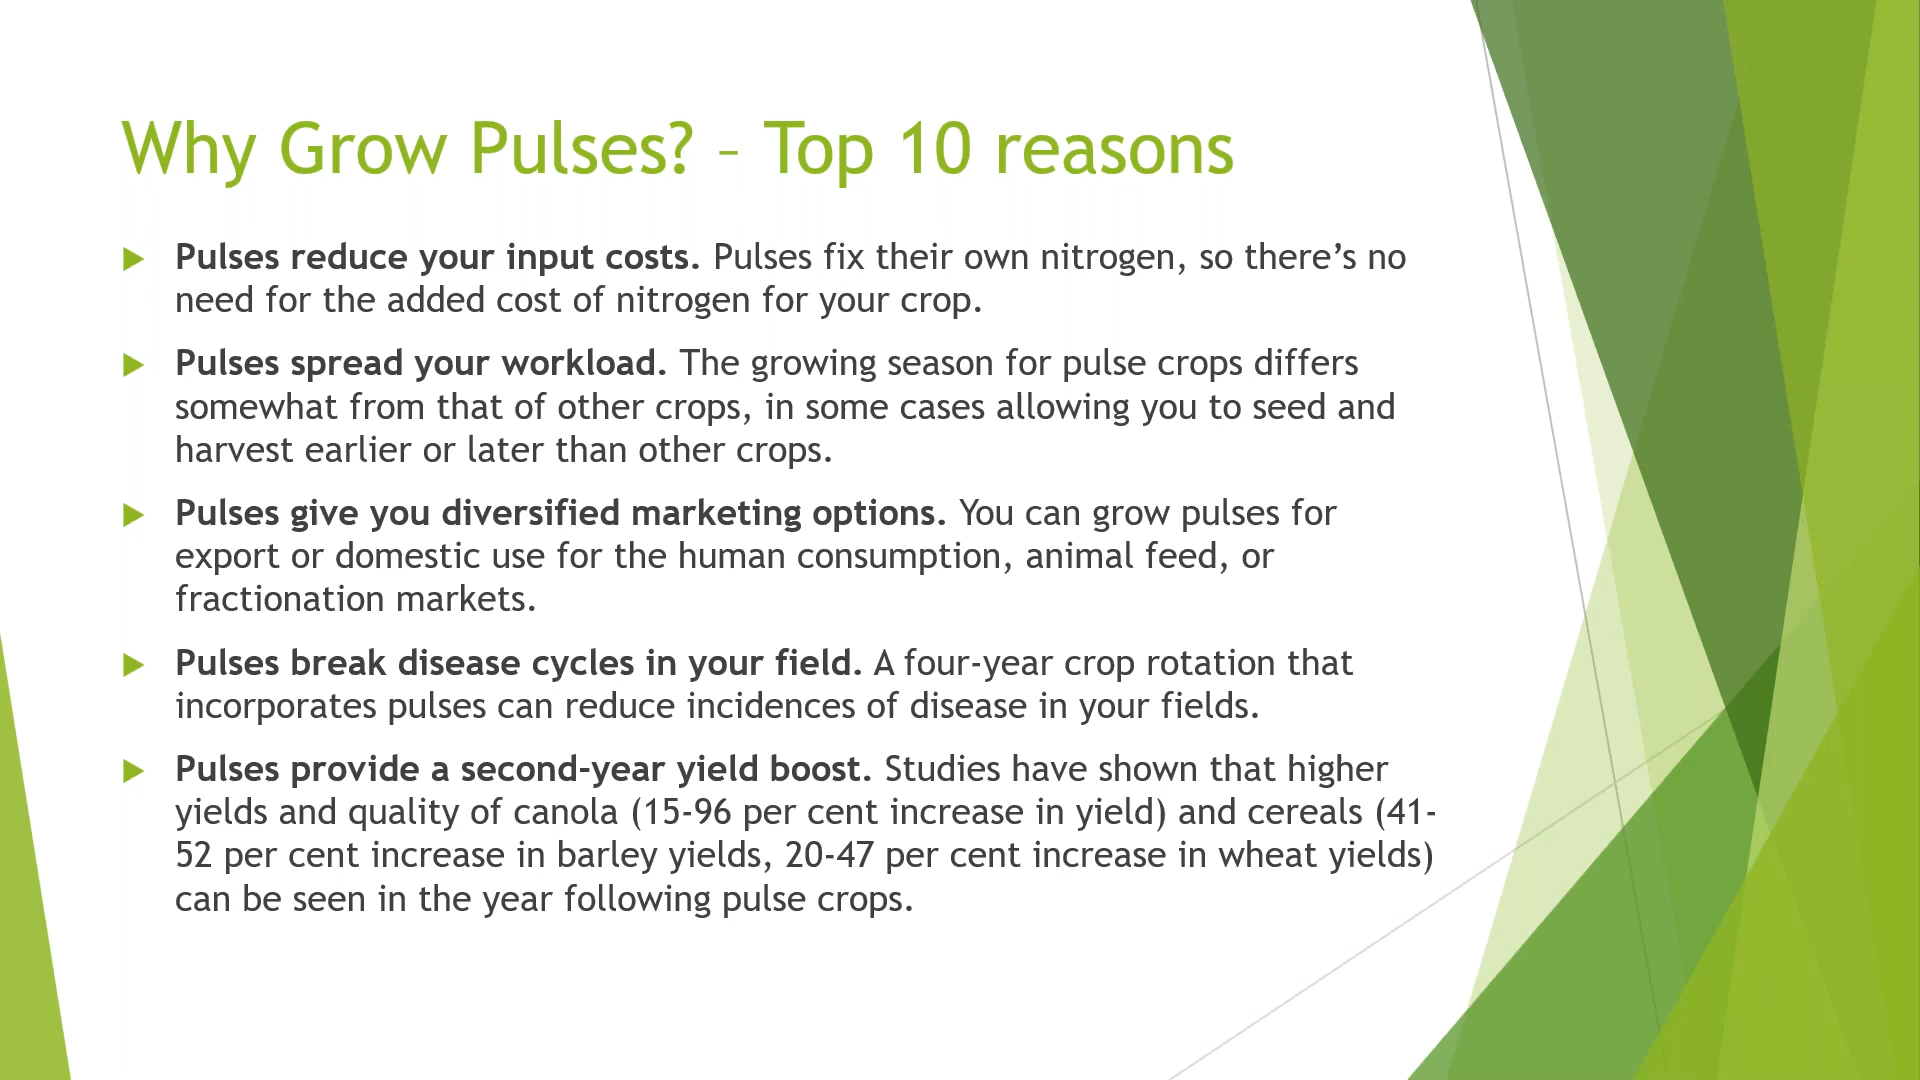 Why Grow Pulses? – Top 10 reasons
Pulses reduce your input costs. Pulses fix their own nitrogen, so there’s no
need for the added cost of nitrogen for your crop.
Pulses spread your workload. The growing season for pulse crops differs
somewhat from that of other crops, in some cases allowing you to seed and
harvest earlier or later than other crops.
Pulses give you diversified marketing options. You can grow pulses for
export or domestic use for the human consumption, animal feed, or
fractionation markets.
Pulses break disease cycles in your field. A four-year crop rotation that
incorporates pulses can reduce incidences of disease in your fields.
Pulses provide a second-year yield boost. Studies have shown that higher
yields and quality of canola (15-96 per cent increase in yield) and cereals (41-
52 per cent increase in barley yields, 20-47 per cent increase in wheat yields)
can be seen in the year following pulse crops.